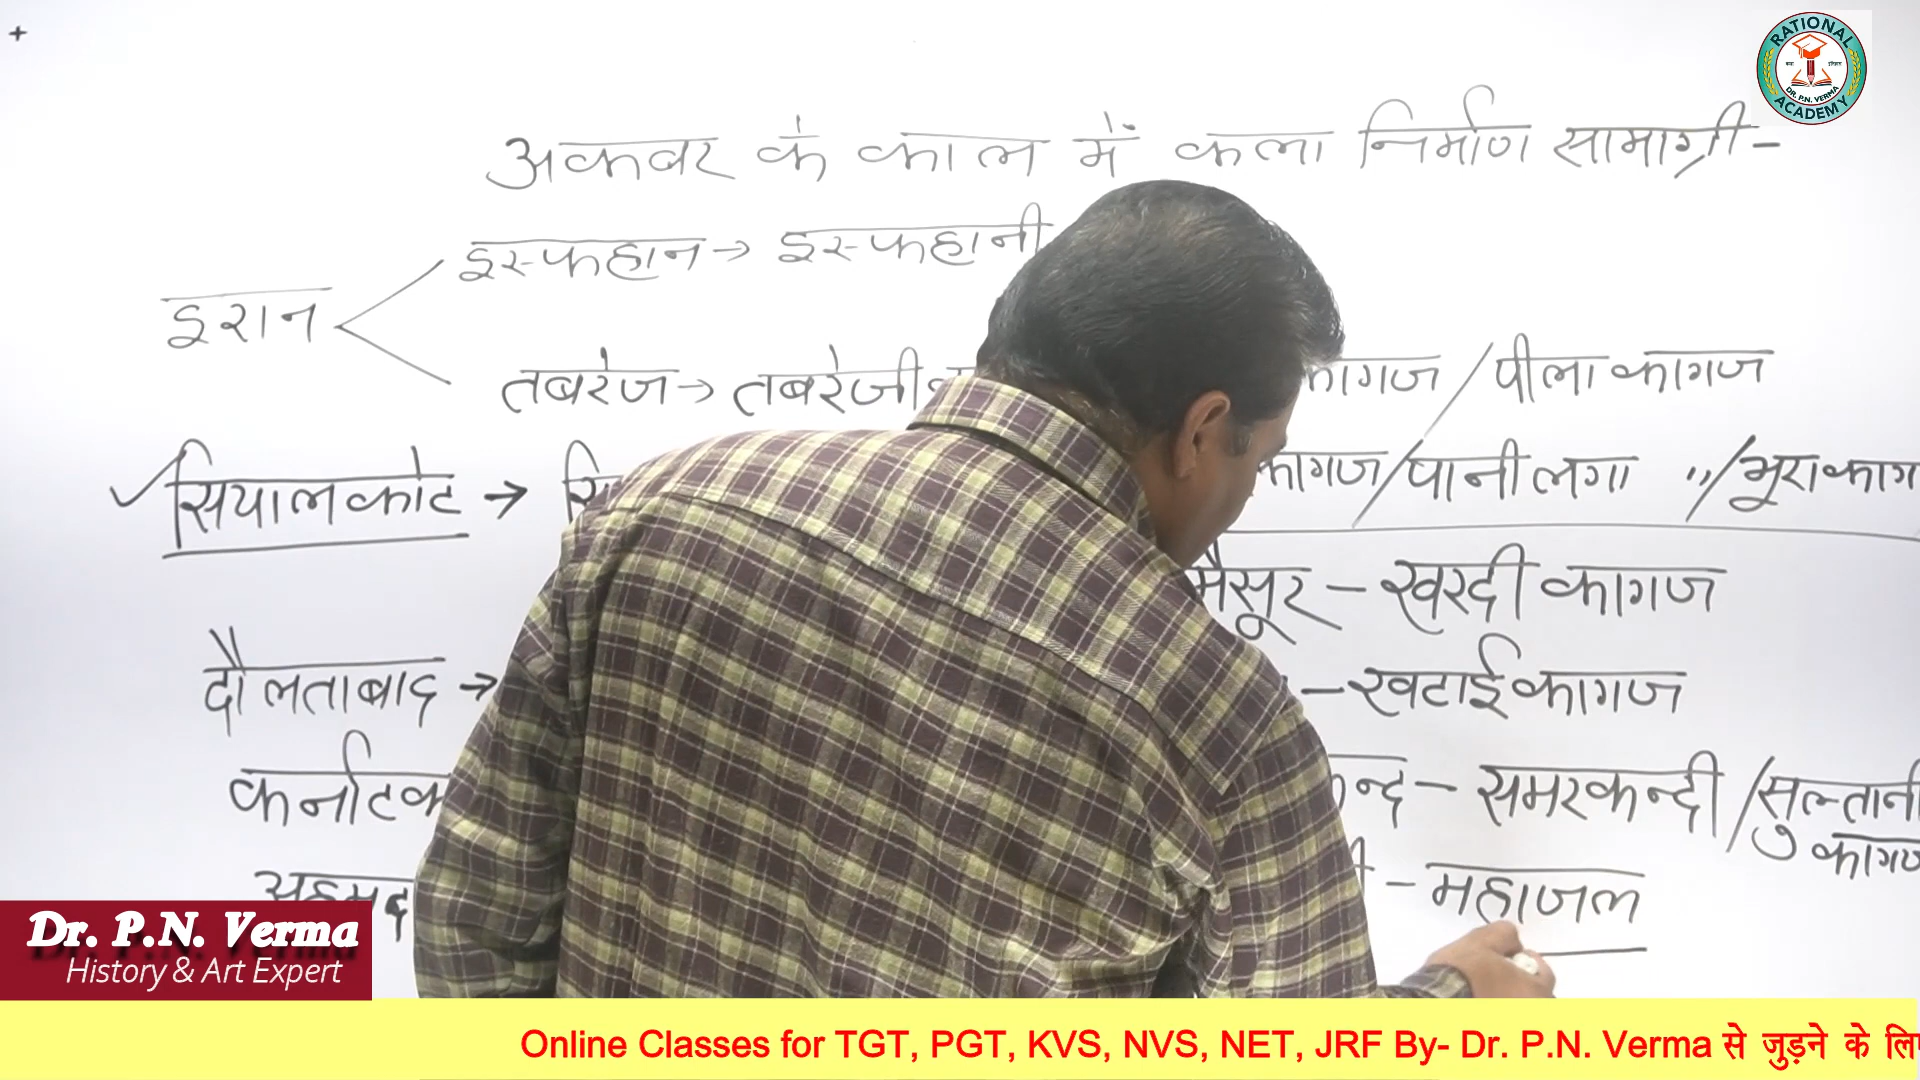 RATIONAL
DR. P.N. VERMA
ACADEMY
अकबर के काल में कला निर्माण सामाग्री -
इस्फहान → इस्फहानी
इरान
तबरेज → तबरेजी कागज / पीला कागज
सियालकोट → कागज / पानी लगा " / भूरा काग
मैसूर - खरदी कागज
दौलताबाद → - खटाई कागज
कर्नाटक न्द - समरकन्दी / सुल्तानी
कागज
अहमद - महाजल
Dr. P.N. Verma
History & Art Expert
Online Classes for TGT, PGT, KVS, NVS, NET, JRF By- Dr. P.N. Verma से जुड़ने के लि